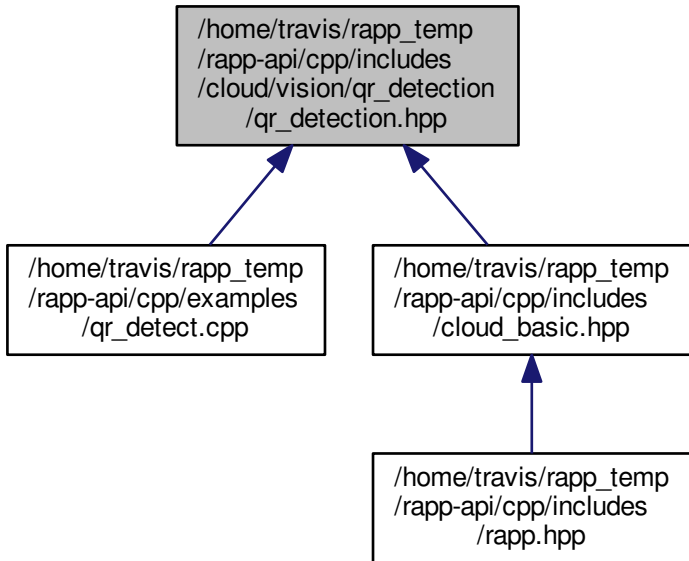 /home/travis/rapp_temp
/rapp-api/cpp/includes
/cloud/vision/qr_detection
/qr_detection.hpp
/home/travis/rapp_temp
/rapp-api/cpp/examples
/qr_detect.cpp
/home/travis/rapp_temp
/rapp-api/cpp/includes
/cloud_basic.hpp
/home/travis/rapp_temp
/rapp-api/cpp/includes
/rapp.hpp